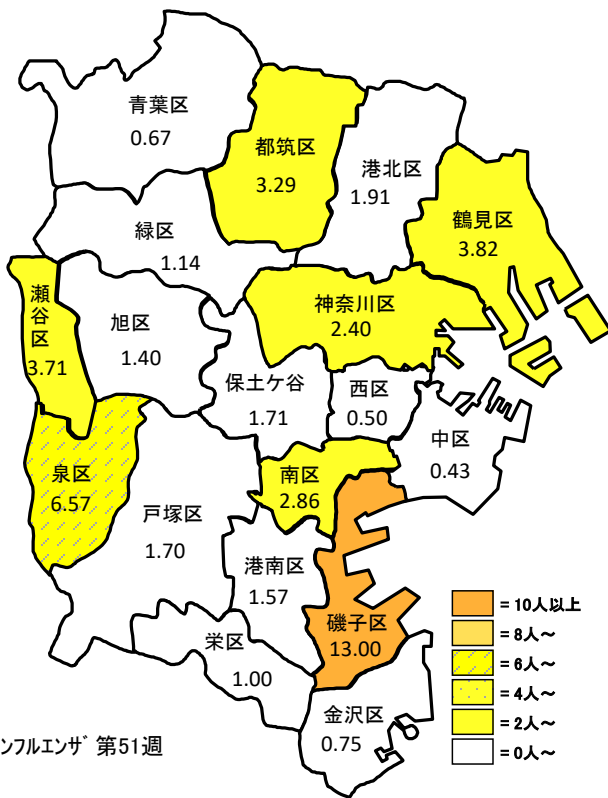 青葉区
0.67
都筑区
3.29
港北区
1.91
鶴見区
3.82
緑区
1.14
瀬谷区
3.71
旭区
1.40
神奈川区
2.40
保土ケ谷
1.71
西区
0.50
中区
0.43
泉区
6.57
南区
2.86
戸塚区
1.70
港南区
1.57
磯子区
13.00
栄区
1.00
金沢区
0.75
= 10人以上
= 8人～
= 6人～
= 4人～
= 2人～
= 0人～
ンフルエンザ 第51週